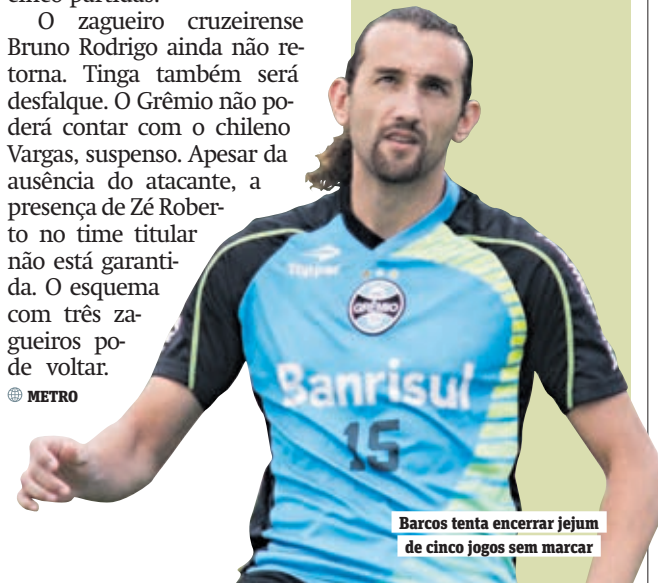 cinco partidas.
O zagueiro cruzeirense
Bruno Rodrigo ainda não re-
torna. Tinga também será
desfalque. O Grêmio não po-
derá contar com o chileno
Vargas, suspenso. Apesar da
ausência do atacante, a
presença de Zé Rober-
to no time titular
não está garanti-
da. O esquema
com três za-
gueiros po-
de voltar.
METRO
Topper
GRÊMIO
Banrisul
15
Barcos tenta encerrar jejum
de cinco jogos sem marcar